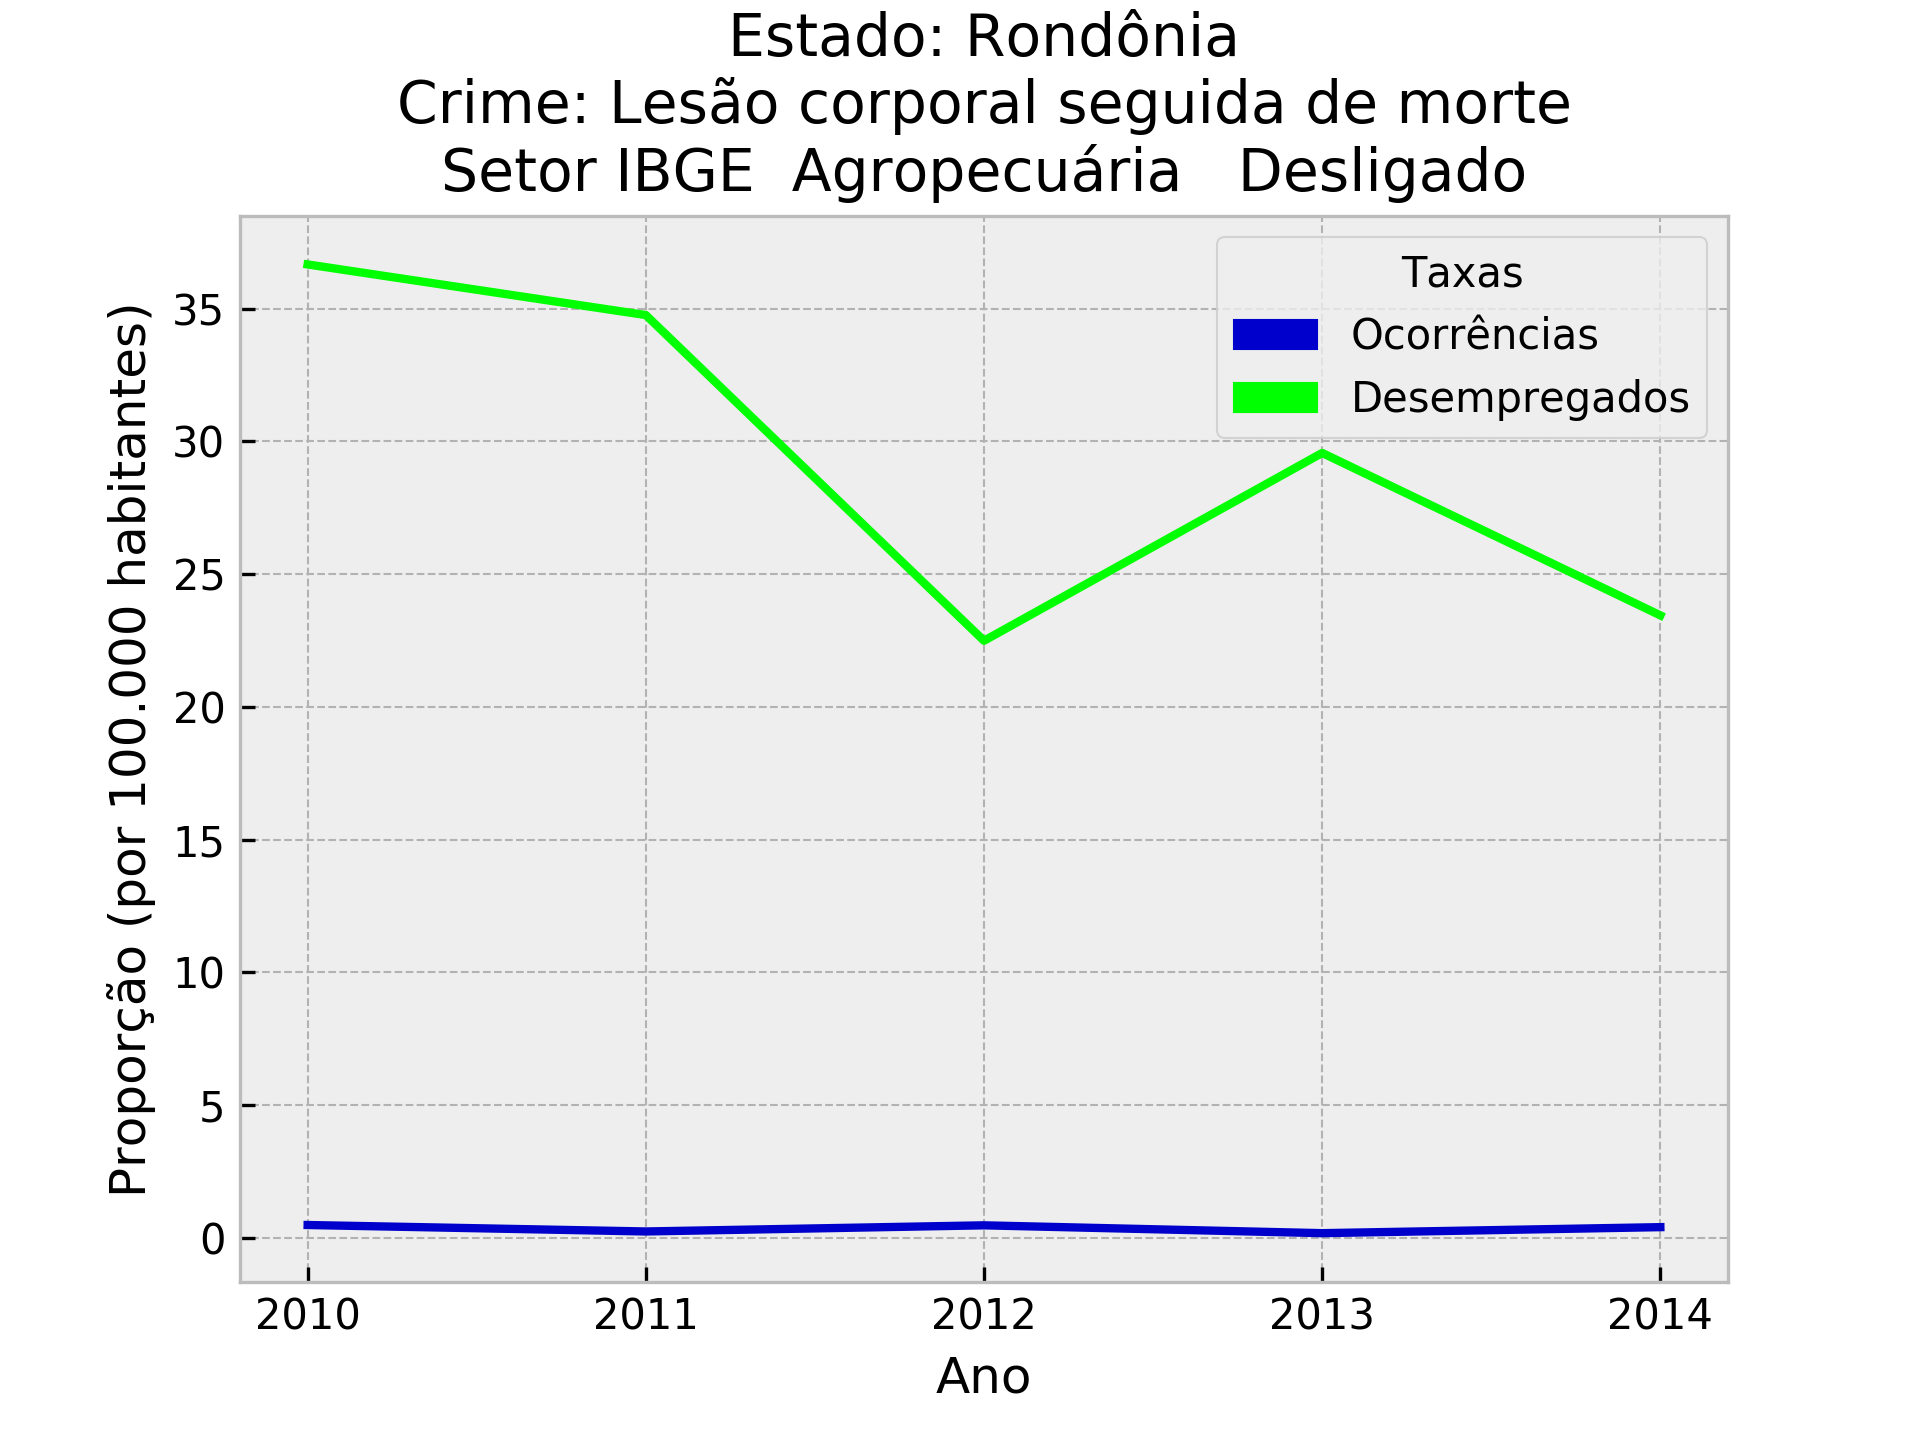 Estado: Rondônia
Crime: Lesão corporal seguida de morte
Setor IBGE  Agropecuária   Desligado
Taxas
Ocorrências
Desempregados
Proporção (por 100.000 habitantes)
35
30
25
20
15
10
5
0
2010 2011 2012 2013 2014
Ano